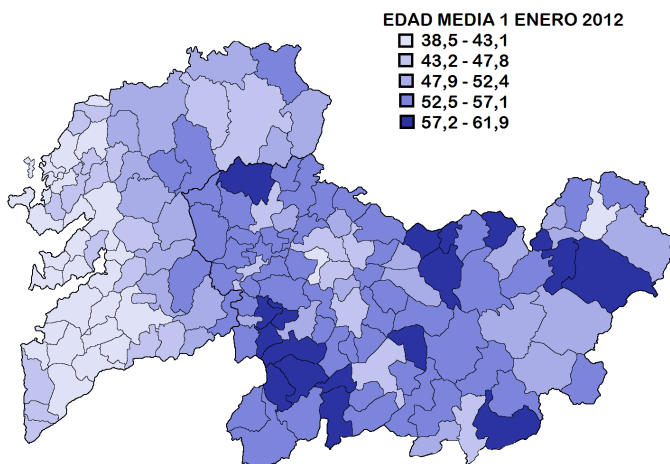 EDAD MEDIA 1 ENERO 2012
38,5 - 43,1
43,2 - 47,8
47,9 - 52,4
52,5 - 57,1
57,2 - 61,9